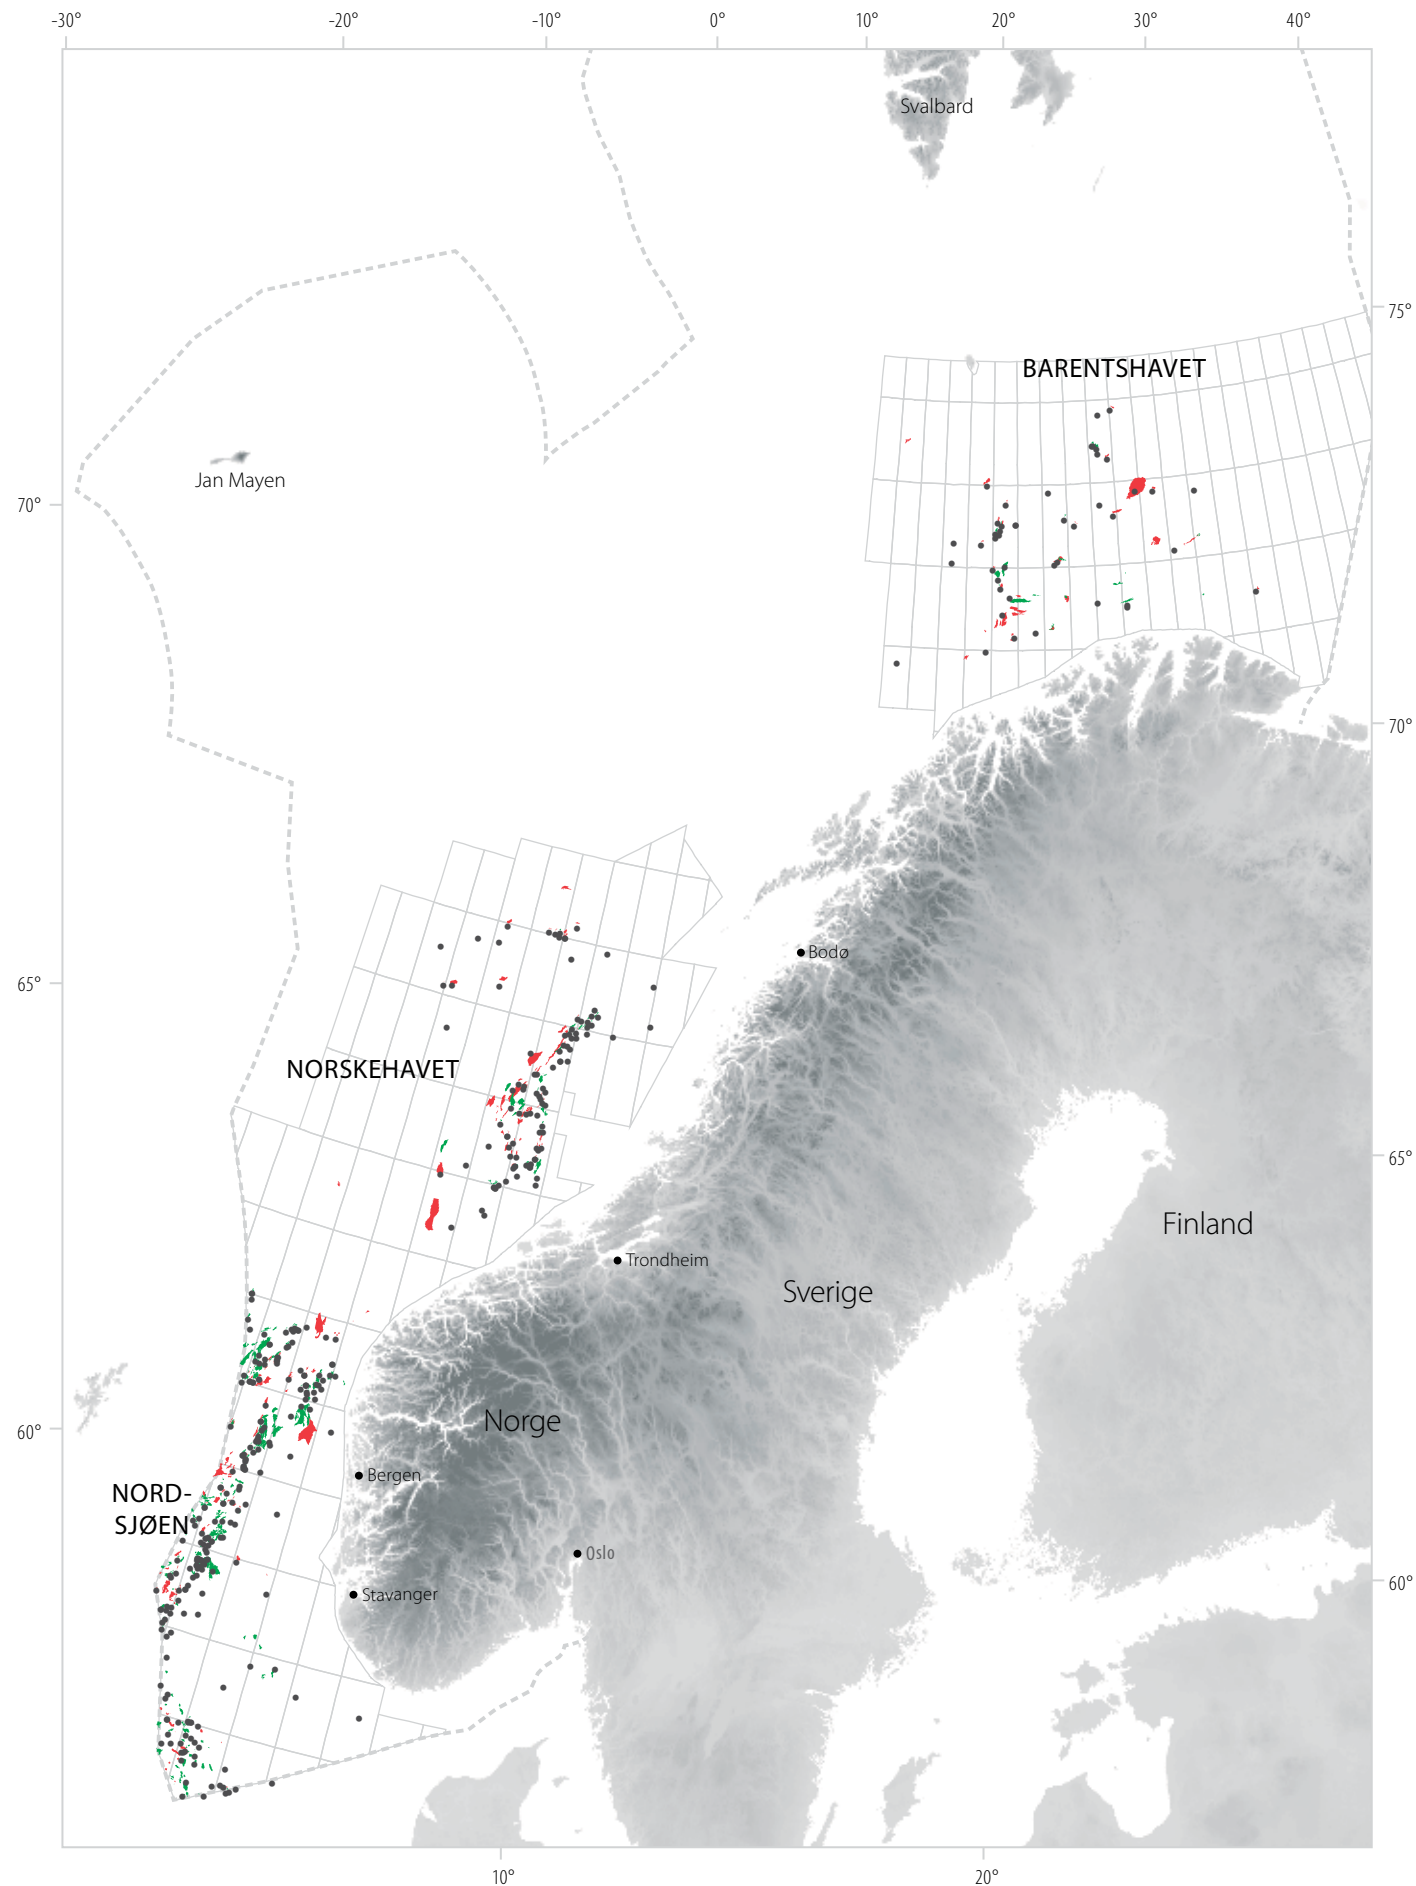 -30°
-20°
-10°
0°
10°
20°
30°
40°
Svalbard
75°
BARENTSHAVET
Jan Mayen
70°
70°
Bodø
65°
NORSKEHAVET
65°
Finland
Trondheim
Sverige
Norge
60°
Bergen
NORD-
SJØEN
Oslo
60°
Stavanger
10°
20°